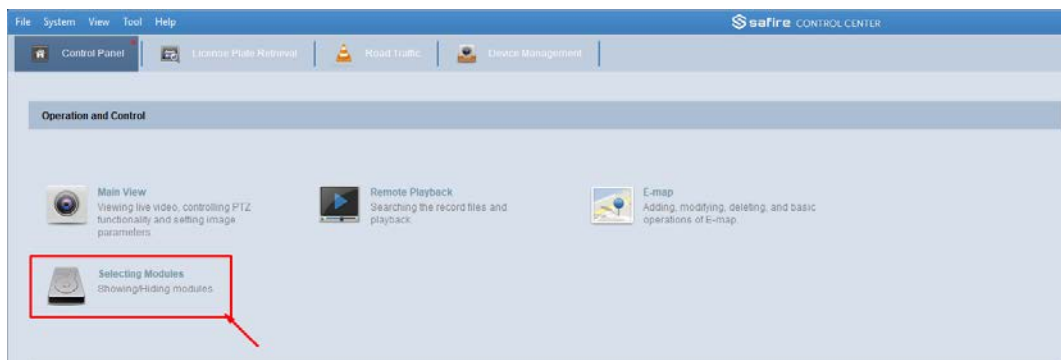 File System View Tool Help
safire CONTROL CENTER
Control Panel License Plate Retrieval Road Traffic Device Management
Operation and Control
Main View
Viewing live video, controlling PTZ
functionality and setting image
parameters
Remote Playback
Searching the record files and
playback
E-map
Adding, modifying, deleting, and basic
operations of E-map.
Selecting Modules
Showing/Hiding modules